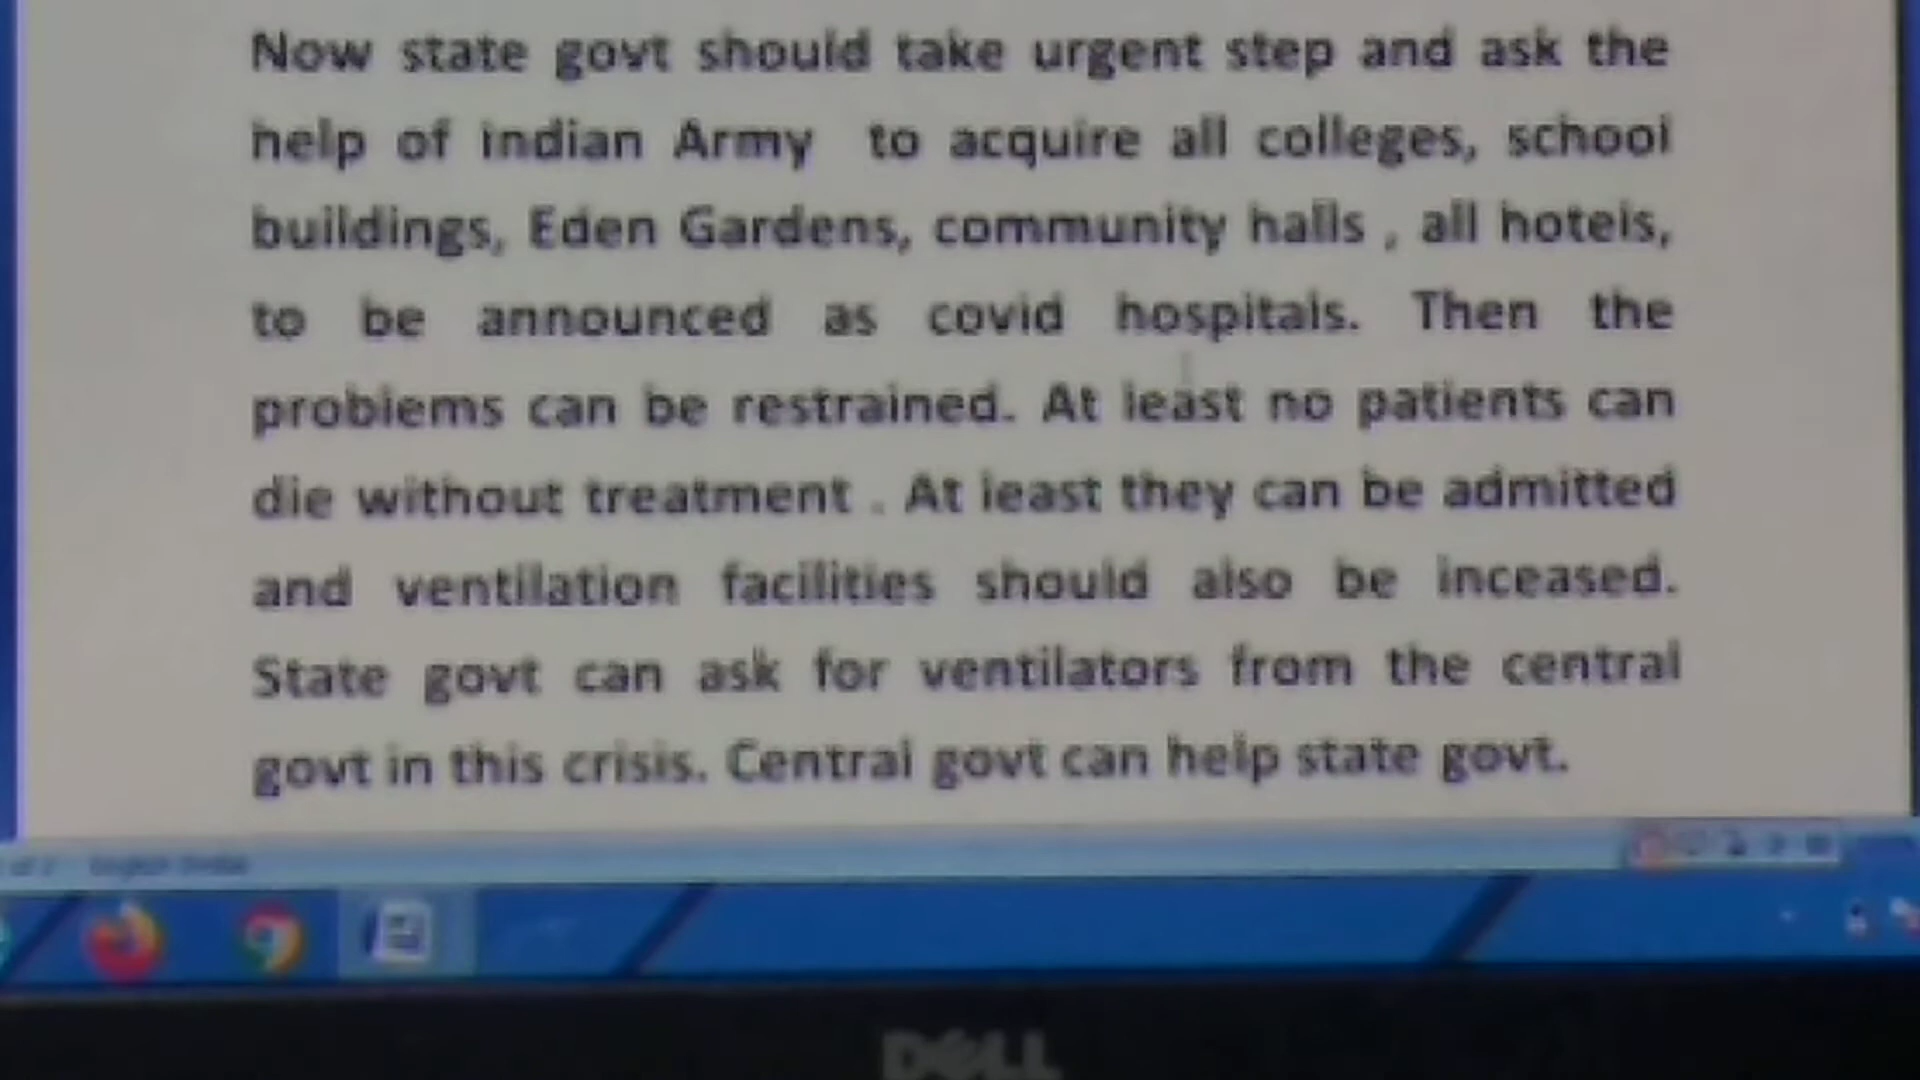 Now state govt should take urgent step and ask the
help of indian Army to acquire all colleges, school
buildings, Eden Gardens, community halls , all hotels,
to be announced as covid hospitals. Then the
problems can be restrained. At least no patients can
die without treatment . At least they can be admitted
and ventilation facilities should also be inceased.
State govt can ask for ventilators from the central
govt in this crisis. Central govt can help state govt.
DELL